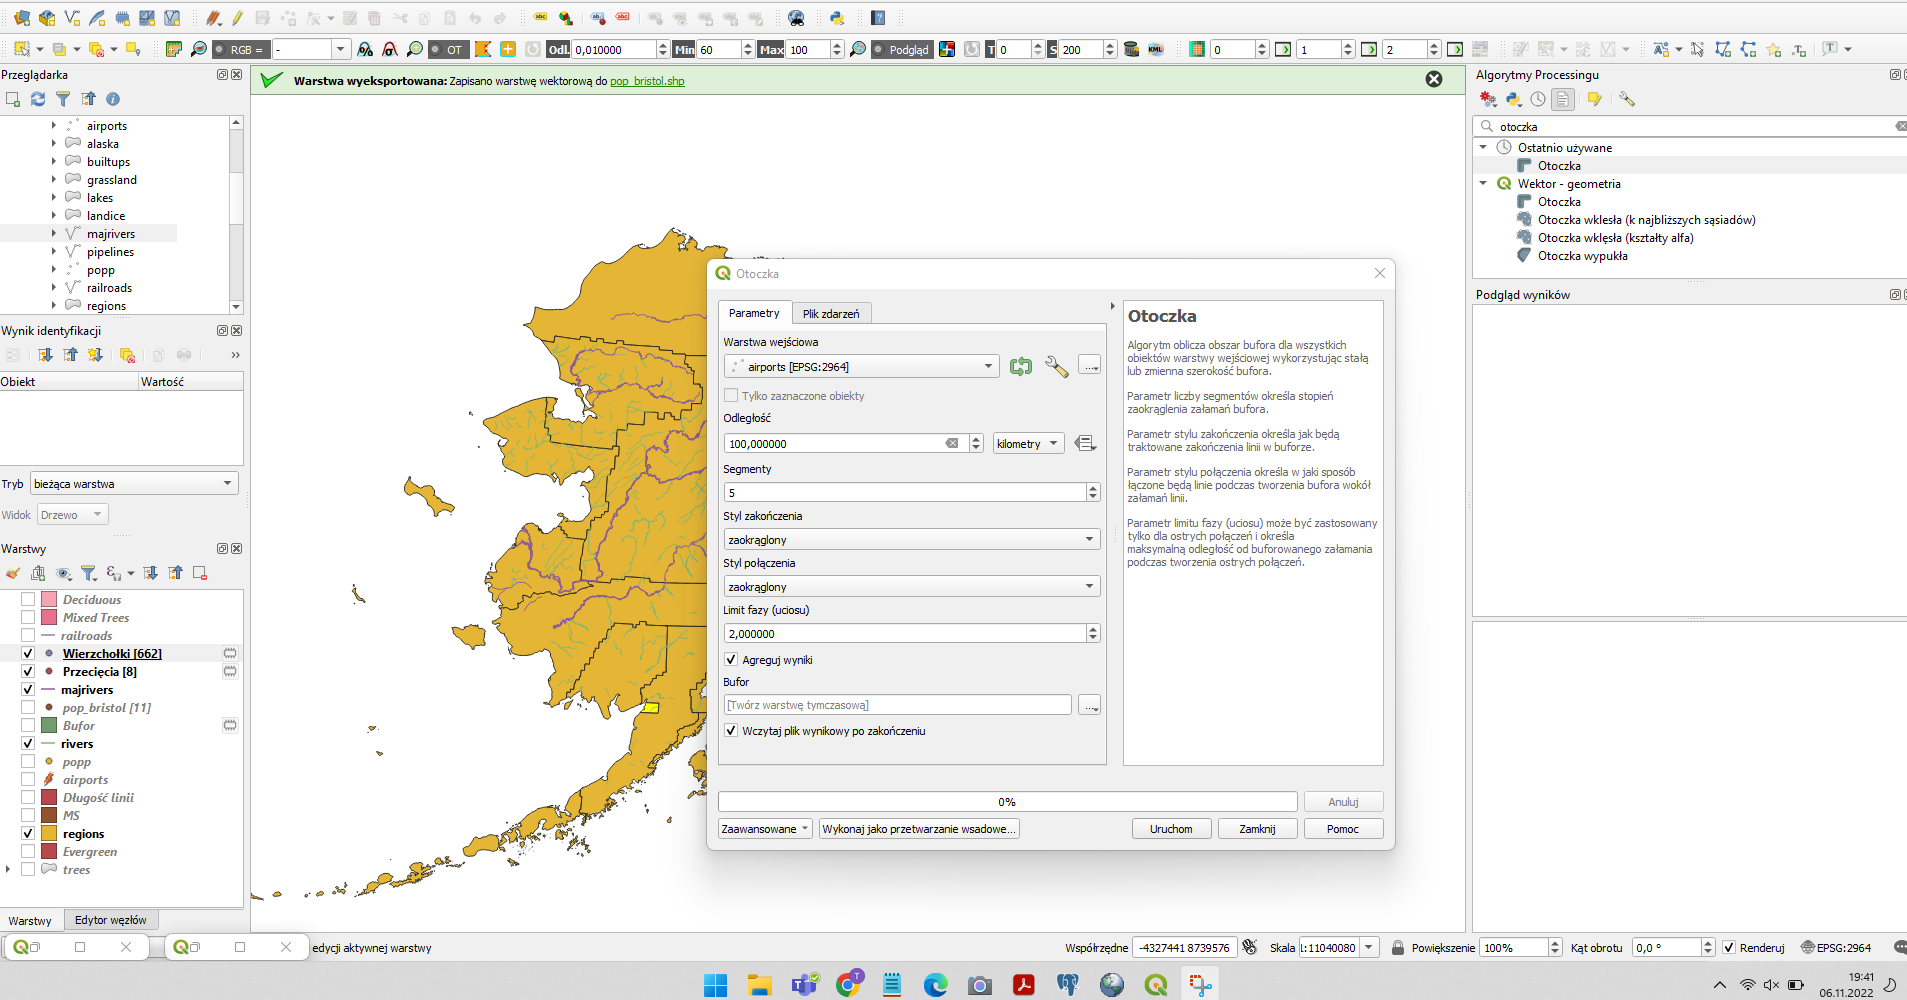 RGB =
-
OT
Odl. 0,010000
Min 60
Max 100
Podgląd
T 0
S 200
KML
0
1
2
Przeglądarka
airports
alaska
builtups
grassland
lakes
landice
majrivers
pipelines
popp
railroads
regions
Wynik identyfikacji
»
Obiekt Wartość
Tryb bieżąca warstwa
Widok Drzewo
Warstwy
Deciduous
Mixed Trees
railroads
Wierzchołki [662]
Przecięcia [8]
majrivers
pop_bristol [11]
Bufor
rivers
popp
airports
Długość linii
MS
regions
Evergreen
trees
Warstwy Edytor węzłów
Warstwa wyeksportowana: Zapisano warstwę wektorową do pop_bristol.shp
Otoczka
Parametry Plik zdarzeń
Warstwa wejściowa
airports [EPSG:2964]
...
Tylko zaznaczone obiekty
Odległość
100,000000 kilometry
Segmenty
5
Styl zakończenia
zaokrąglony
Styl połączenia
zaokrąglony
Limit fazy (uciosu)
2,000000
Agreguj wyniki
Bufor
[Twórz warstwę tymczasową]
...
Wczytaj plik wynikowy po zakończeniu
Otoczka
Algorytm oblicza obszar bufora dla wszystkich
obiektów warstwy wejściowej wykorzystując stałą
lub zmienna szerokość bufora.
Parametr liczby segmentów określa stopień
zaokrąglenia załamań bufora.
Parametr stylu zakończenia określa jak będą
traktowane zakończenia linii w buforze.
Parametr stylu połączenia określa w jaki sposób
łączone będą linie podczas tworzenia bufora wokół
załamań linii.
Parametr limitu fazy (uciosu) może być zastosowany
tylko dla ostrych połączeń i określa
maksymalną odległość od buforowanego załamania
podczas tworzenia ostrych połączeń.
0%
Anuluj
Zaawansowane Wykonaj jako przetwarzanie wsadowe...
Uruchom Zamknij Pomoc
Algorytmy Processingu
otoczka
Ostatnio używane
Otoczka
Wektor - geometria
Otoczka
Otoczka wklesła (k najbliższych sąsiadów)
Otoczka wklęsła (kształty alfa)
Otoczka wypukła
Podgląd wyników
edycji aktywnej warstwy
Współrzędne -4327441 8739576
Skala 1:11040080
Powiększenie 100%
Kąt obrotu 0,0 °
Renderuj
EPSG:2964
19:41
06.11.2022